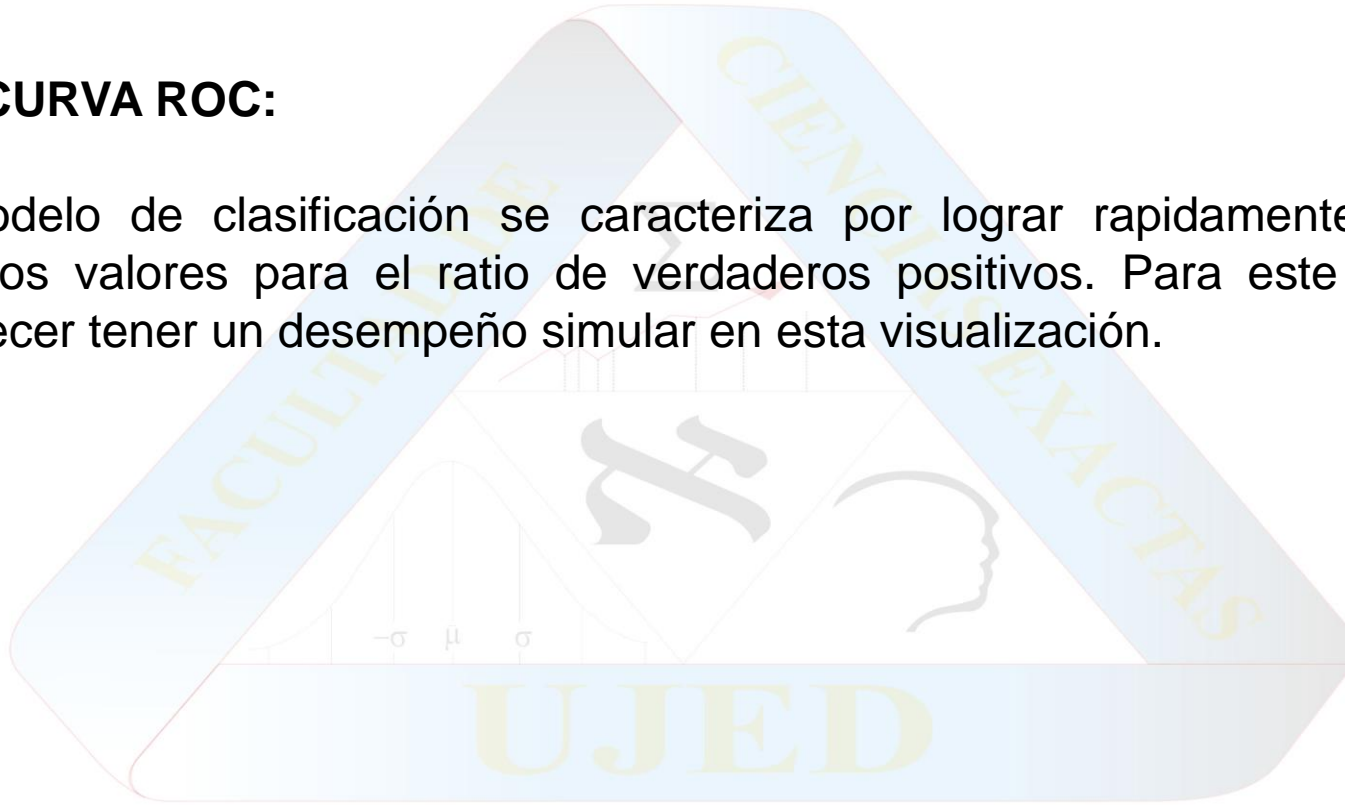 CURVA ROC:
odelo de clasificación se caracteriza por lograr rapidamente
os valores para el ratio de verdaderos positivos. Para este
ecer tener un desempeño simular en esta visualización.
FACULTAD DE
CIENCIAS EXACTAS
Σ
א
−σ μ σ
UJED